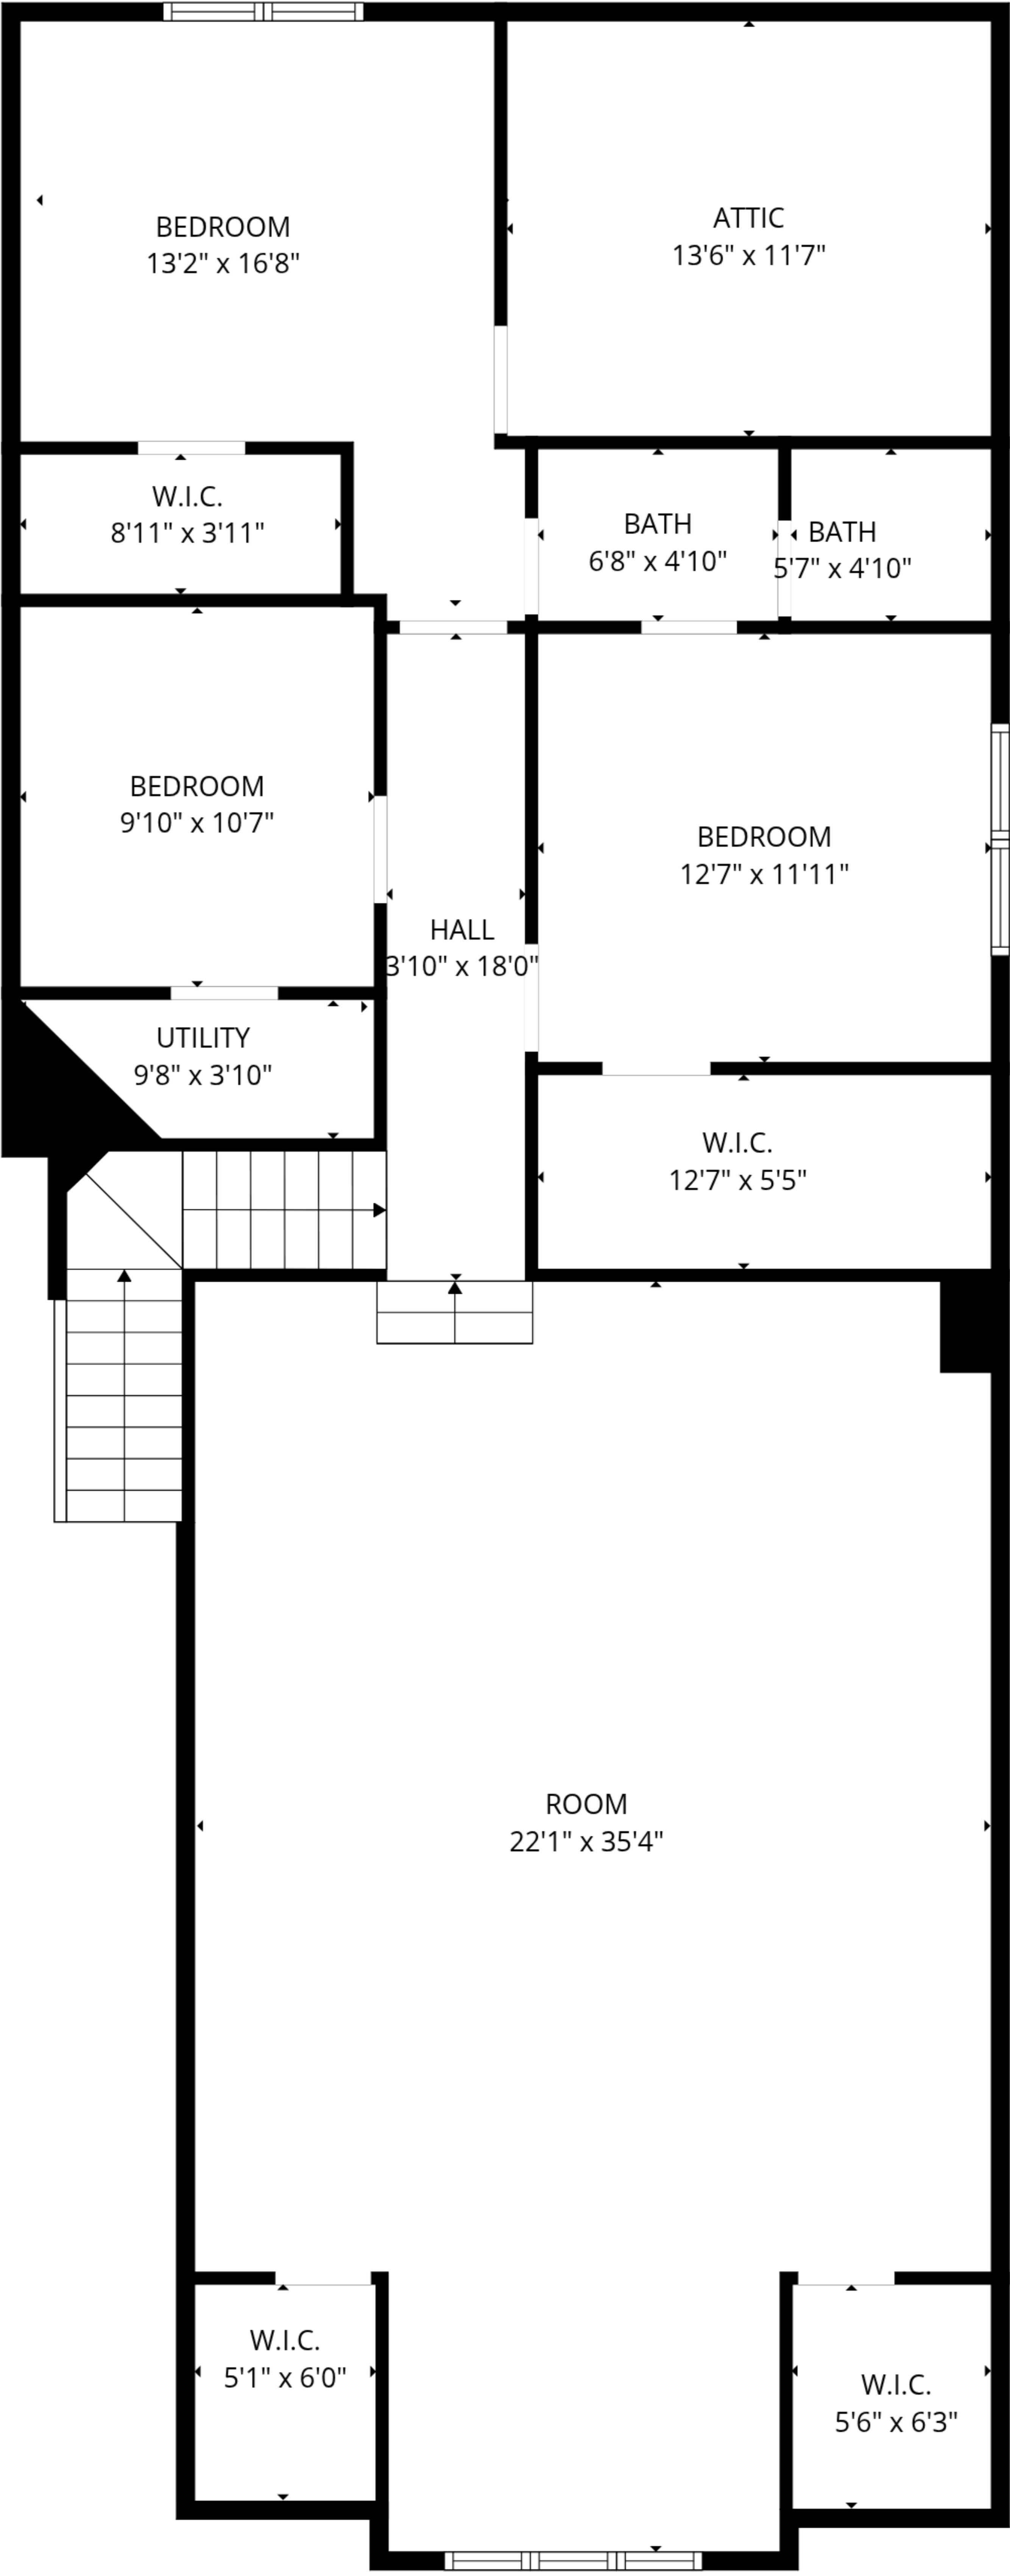 BEDROOM
13'2" x 16'8"
ATTIC
13'6" x 11'7"
W.I.C.
8'11" x 3'11"
BATH
6'8" x 4'10"
BATH
5'7" x 4'10"
BEDROOM
9'10" x 10'7"
BEDROOM
12'7" x 11'11"
HALL
3'10" x 18'0"
UTILITY
9'8" x 3'10"
W.I.C.
12'7" x 5'5"
ROOM
22'1" x 35'4"
W.I.C.
5'1" x 6'0"
W.I.C.
5'6" x 6'3"